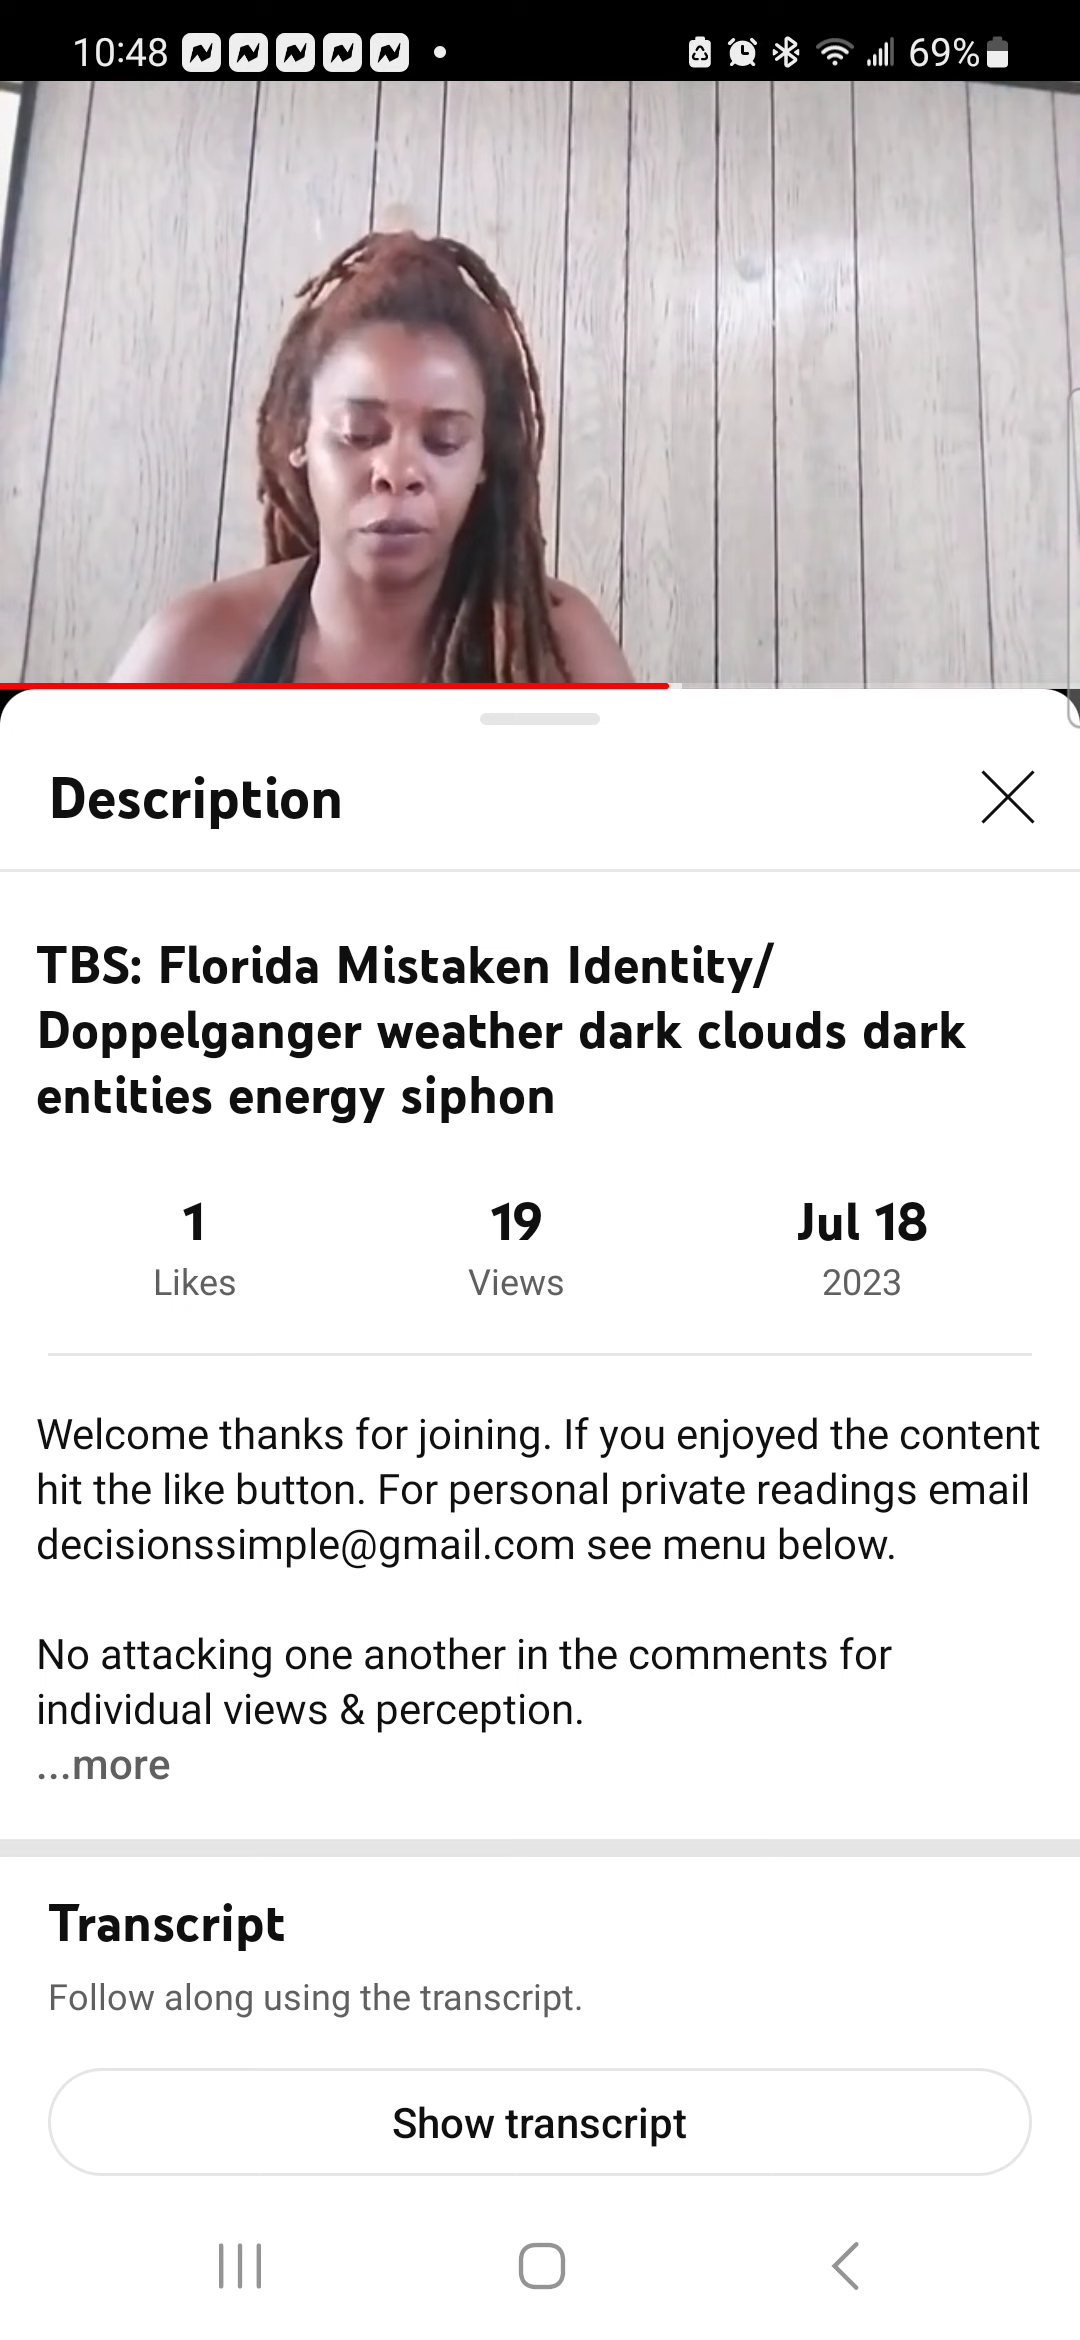 10:48
69%
Description
TBS: Florida Mistaken Identity/
Doppelganger weather dark clouds dark
entities energy siphon
1
19
Jul 18
Likes
Views
2023
Welcome thanks for joining. If you enjoyed the content
hit the like button. For personal private readings email
decisionssimple@gmail.com see menu below.
No attacking one another in the comments for
individual views & perception.
...more
Transcript
Follow along using the transcript.
Show transcript